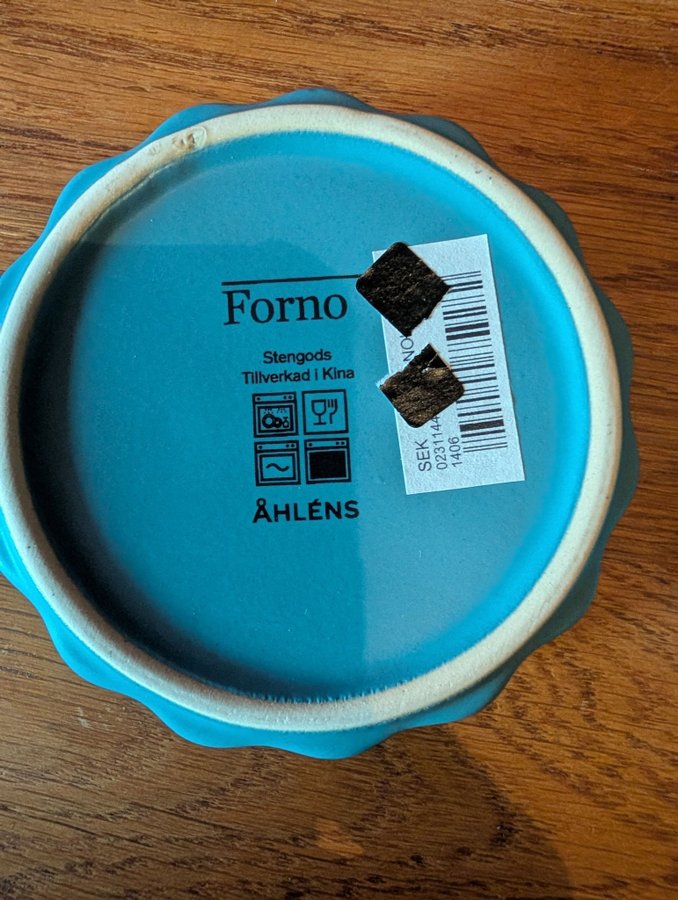 Forno
Stengods
Tillverkad i Kina
ÅHLÉNS
SEK
1406